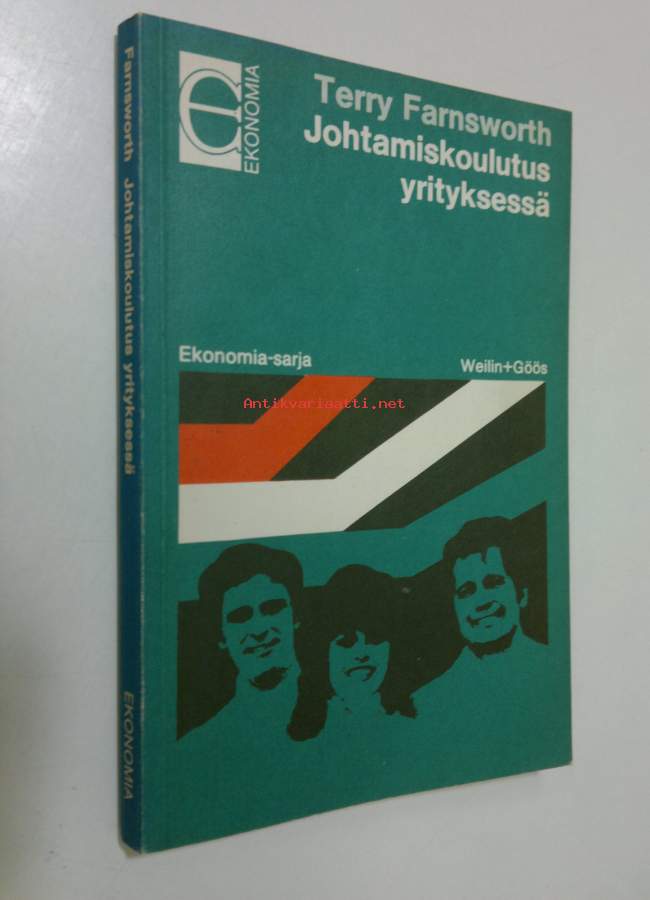 Farnsworth Johtamiskoulutus yrityksessä
EKONOMIA
EKONOMIA
Terry Farnsworth
Johtamiskoulutus
yrityksessä
Ekonomia-sarja
Weilin+Göös
Antikvariaatti.net